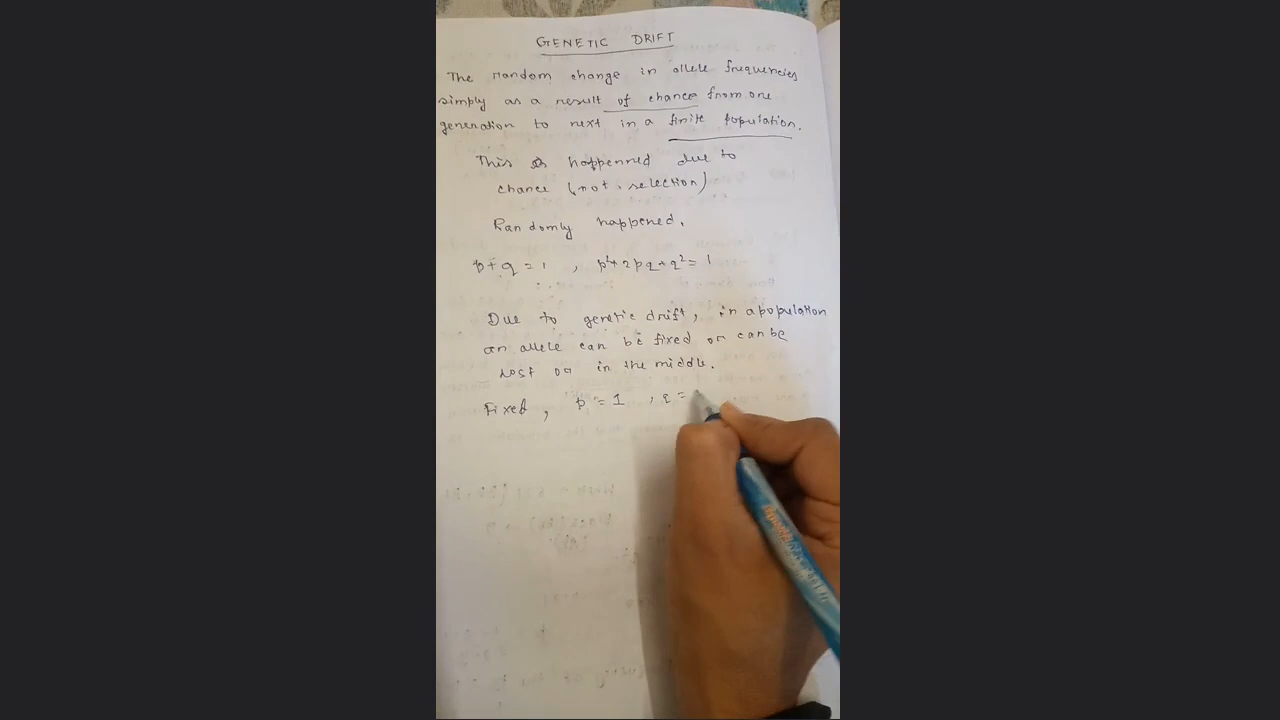 GENETIC DRIFT
The random change in allele frequencies
simply as a result of chance from one
generation to next in a finite population.
This is happenned due to
chance (not selection)
Randomly happened.
p+q=1, p²+2pq+q²=1
Due to genetic drift, in a population
an allele can be fixed or can be
lost or in the middle.
Fixed, p=1, q=